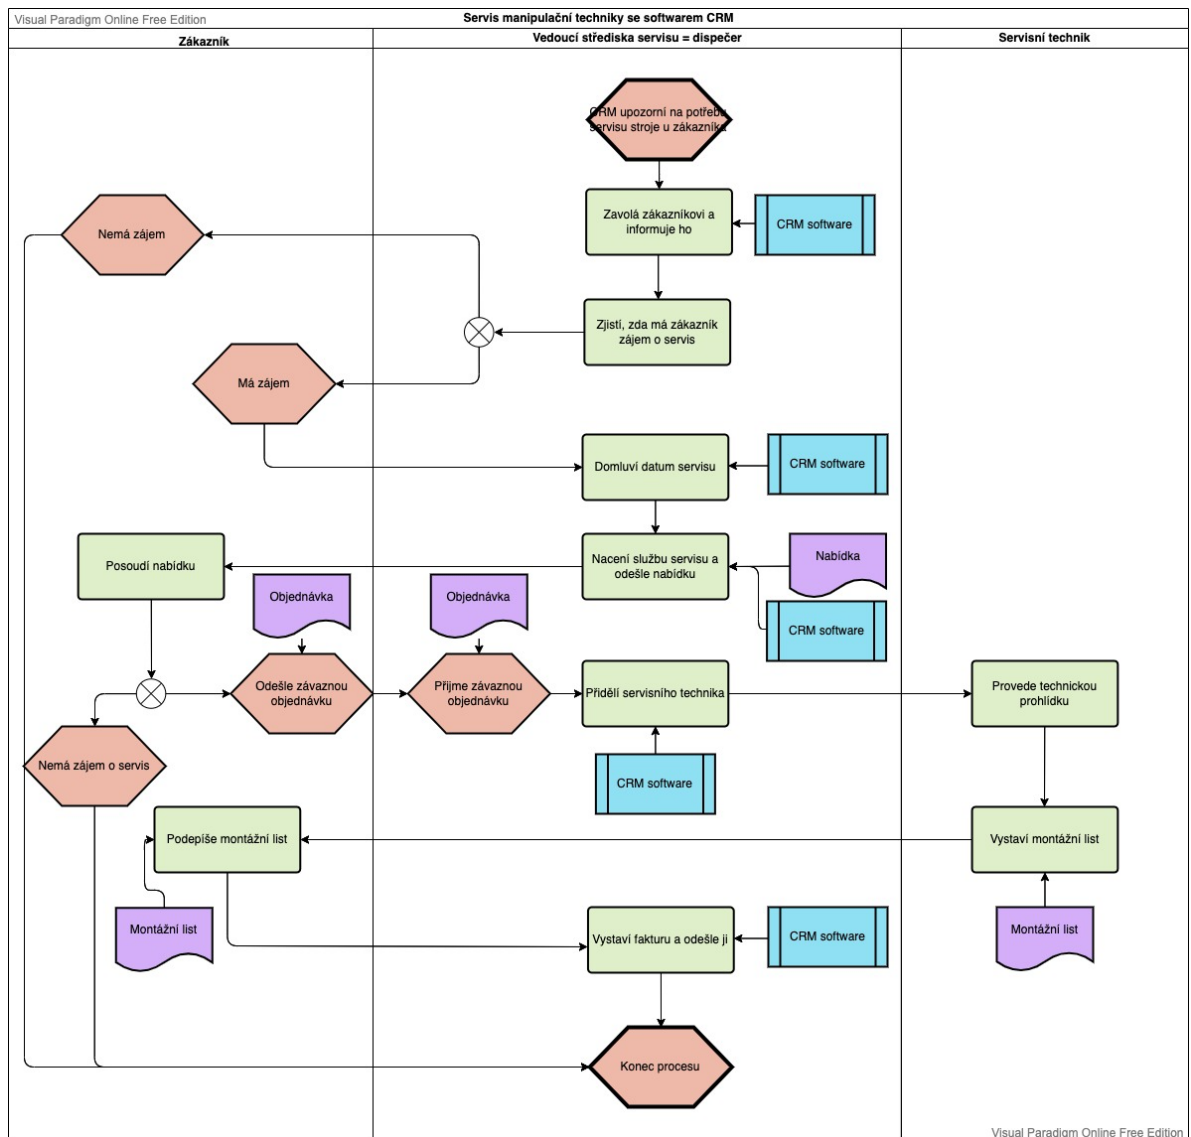 Visual Paradigm Online Free Edition
Servis manipulační techniky se softwarem CRM
Zákazník
Vedoucí střediska servisu = dispečer
Servisní technik
CRM upozorní na potřebu
servisu stroje u zákazníka
Zavolá zákazníkovi a
informuje ho
CRM software
Nemá zájem
Zjistí, zda má zákazník
zájem o servis
Má zájem
Domluví datum servisu
CRM software
Posoudí nabídku
Nacení službu servisu a
odešle nabídku
Nabídka
Objednávka
Objednávka
CRM software
Odešle závaznou
objednávku
Přijme závaznou
objednávku
Přidělí servisního technika
Provede technickou
prohlídku
Nemá zájem o servis
CRM software
Podepíše montážní list
Vystaví montážní list
Montážní list
Vystaví fakturu a odešle ji
CRM software
Montážní list
Konec procesu
Visual Paradigm Online Free Edition